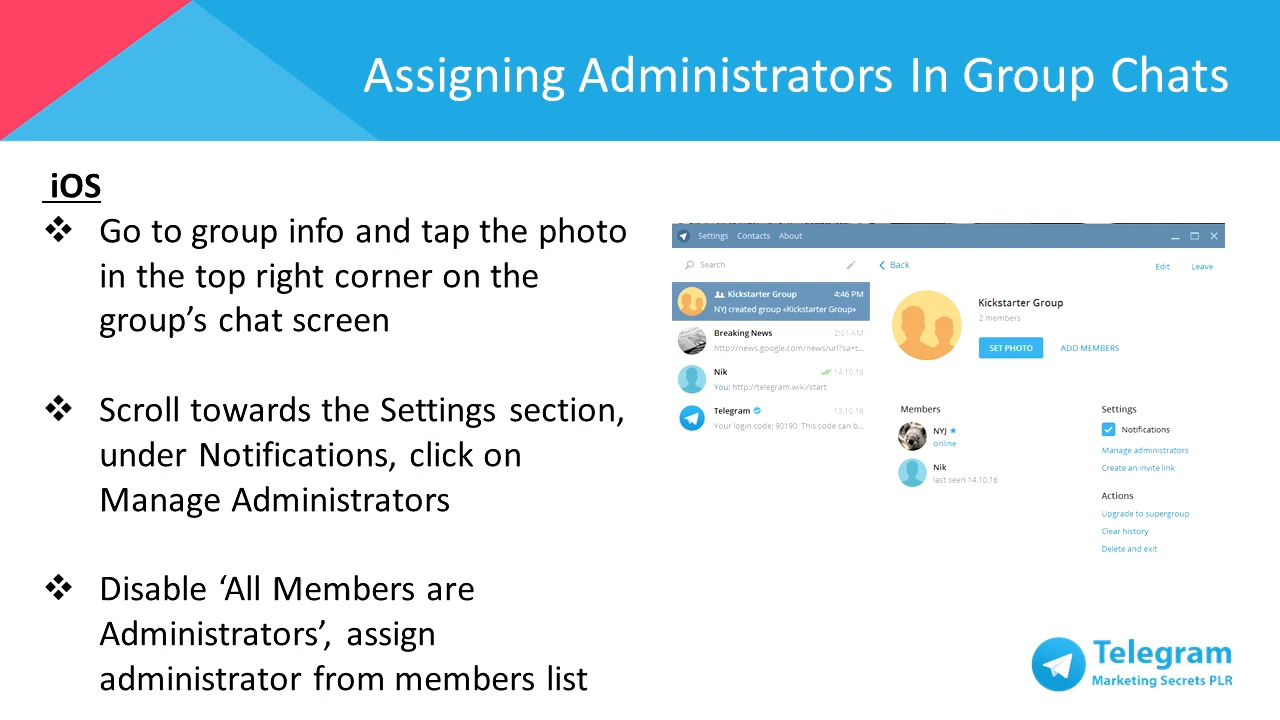 Assigning Administrators In Group Chats
iOS
❖ Go to group info and tap the photo
in the top right corner on the
group’s chat screen
❖ Scroll towards the Settings section,
under Notifications, click on
Manage Administrators
❖ Disable ‘All Members are
Administrators’, assign
administrator from members list
Settings Contacts About
Search
Kickstarter Group 4:46 PM
NYJ created group «Kickstarter Group»
Breaking News 2:01 AM
http://news.google.com/news/url?sa=t...
Nik 14.10.16
You: http://telegram.wiki/start
Telegram 13.10.16
Your login code: 90190 This code can b...
Back Edit Leave
Kickstarter Group
2 members
SET PHOTO ADD MEMBERS
Members
NYJ
online
Nik
last seen 14.10.16
Settings
Notifications
Manage administrators
Create an invite link
Actions
Upgrade to supergroup
Clear history
Delete and exit
Telegram
Marketing Secrets PLR